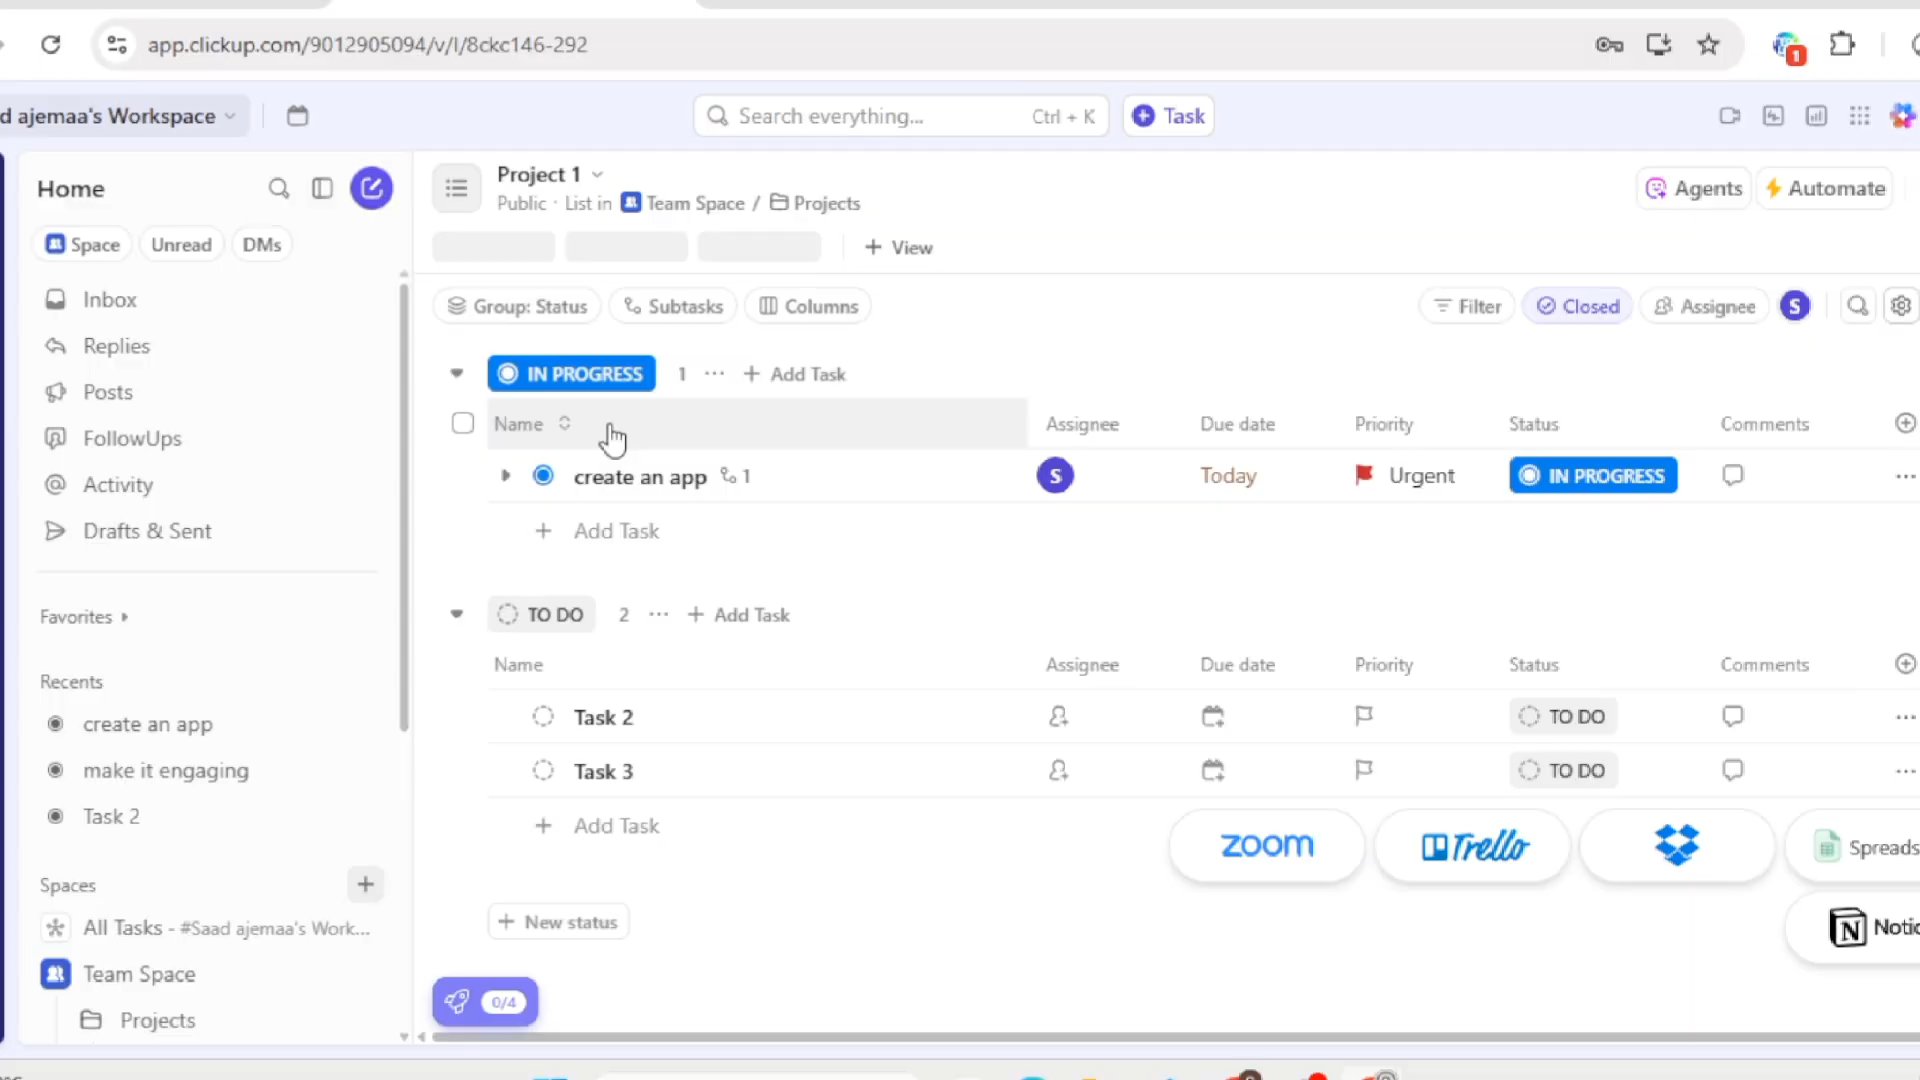 app.clickup.com/9012905094/v/l/8ckc146-292
1
d ajemaa's Workspace
Search everything... Ctrl + K
Task
Home
Space Unread DMs
Inbox
Replies
Posts
FollowUps
Activity
Drafts & Sent
Favorites
Recents
create an app
make it engaging
Task 2
Spaces
All Tasks - #Saad ajemaa's Work...
Team Space
Projects
Project 1
Public · List in Team Space / Projects
Agents Automate
+ View
Group: Status Subtasks Columns
Filter Closed Assignee S
IN PROGRESS 1 ... + Add Task
Name Assignee Due date Priority Status Comments
create an app 1 S Today Urgent IN PROGRESS ...
+ Add Task
TO DO 2 ... + Add Task
Name Assignee Due date Priority Status Comments
Task 2 TO DO ...
Task 3 TO DO ...
+ Add Task
zoom Trello Spreads
Notio
+ New status
0/4